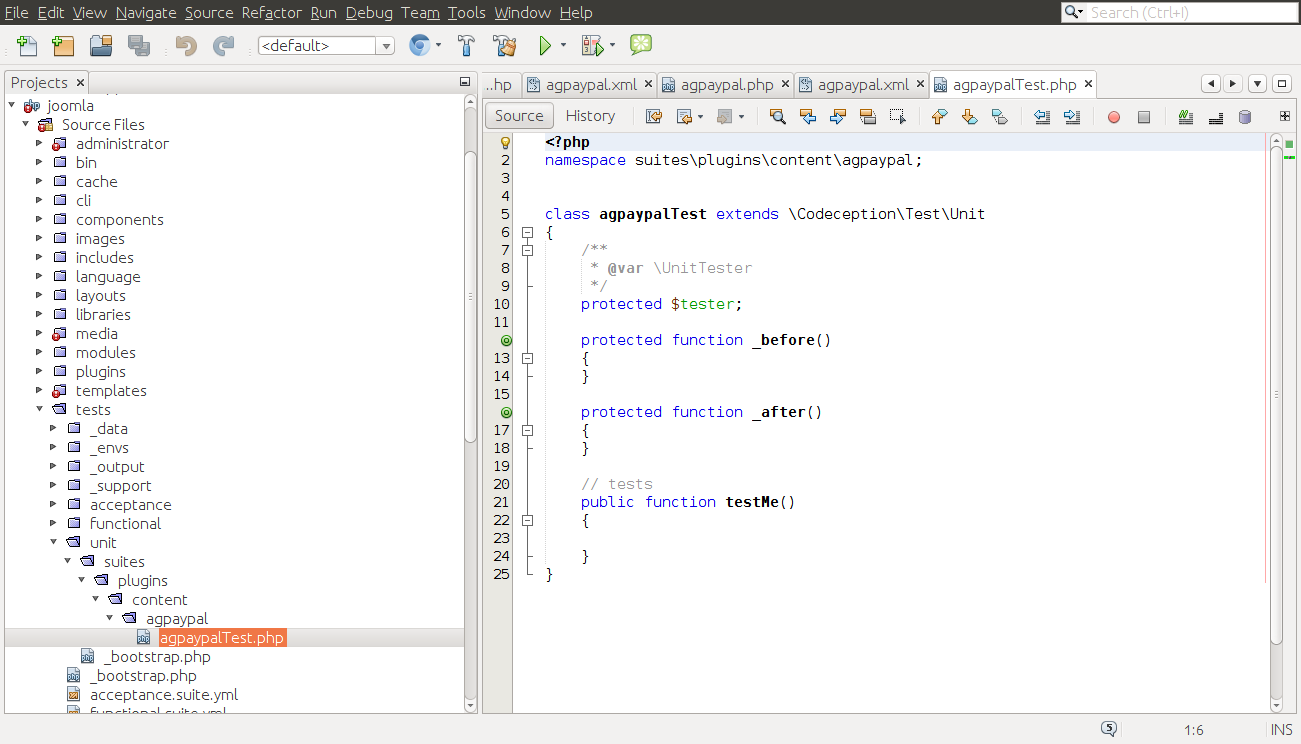 File Edit View Navigate Source Refactor Run Debug Team Tools Window Help
Search (Ctrl+I)
<default>
Projects
..hp agpaypal.xml agpaypal.php agpaypal.xml agpaypalTest.php
Source History
joomla
Source Files
administrator
bin
cache
cli
components
images
includes
language
layouts
libraries
media
modules
plugins
templates
tests
_data
_envs
_output
_support
acceptance
functional
unit
suites
plugins
content
agpaypal
agpaypalTest.php
_bootstrap.php
_bootstrap.php
acceptance.suite.yml
functional.suite.yml
<?php
2 namespace suites\plugins\content\agpaypal;
3
4
5 class agpaypalTest extends \Codeception\Test\Unit
6 {
7 /**
8 * @var \UnitTester
9 */
10 protected $tester;
11
protected function _before()
13 {
14 }
15
protected function _after()
17 {
18 }
19
20 // tests
21 public function testMe()
22 {
23
24 }
25 }
5
1:6
INS